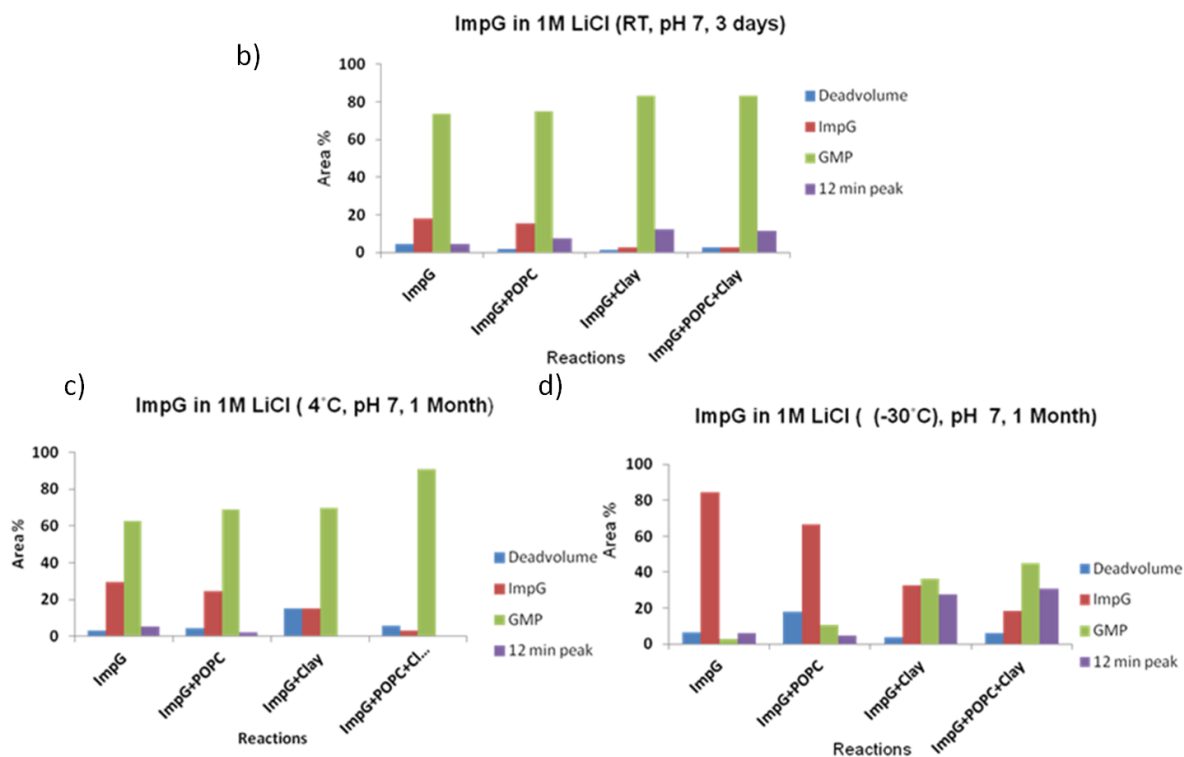 ImpG in 1M LiCl (RT, pH 7, 3 days)
b)
100
80
60
40
20
0
Area %
ImpG
ImpG+POPC
ImpG+Clay
ImpG+POPC+Clay
Reactions
Deadvolume
ImpG
GMP
12 min peak
c)
ImpG in 1M LiCl ( 4°C, pH 7, 1 Month)
100
80
60
40
20
0
Area %
ImpG
ImpG+POPC
ImpG+Clay
ImpG+POPC+Cl...
Reactions
Deadvolume
ImpG
GMP
12 min peak
d)
ImpG in 1M LiCl ( (-30°C), pH 7, 1 Month)
100
80
60
40
20
0
Area %
ImpG
ImpG+POPC
ImpG+Clay
ImpG+POPC+Clay
Reactions
Deadvolume
ImpG
GMP
12 min peak